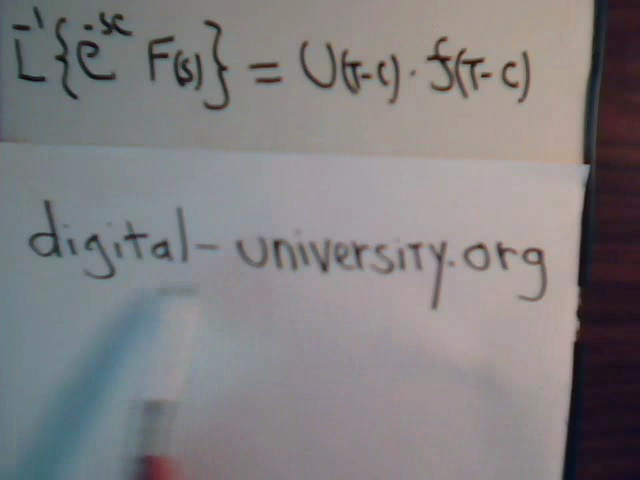 L⁻¹{e⁻ˢᶜ F(s)} = U(T-c) · f(T-c)
digital-university.org